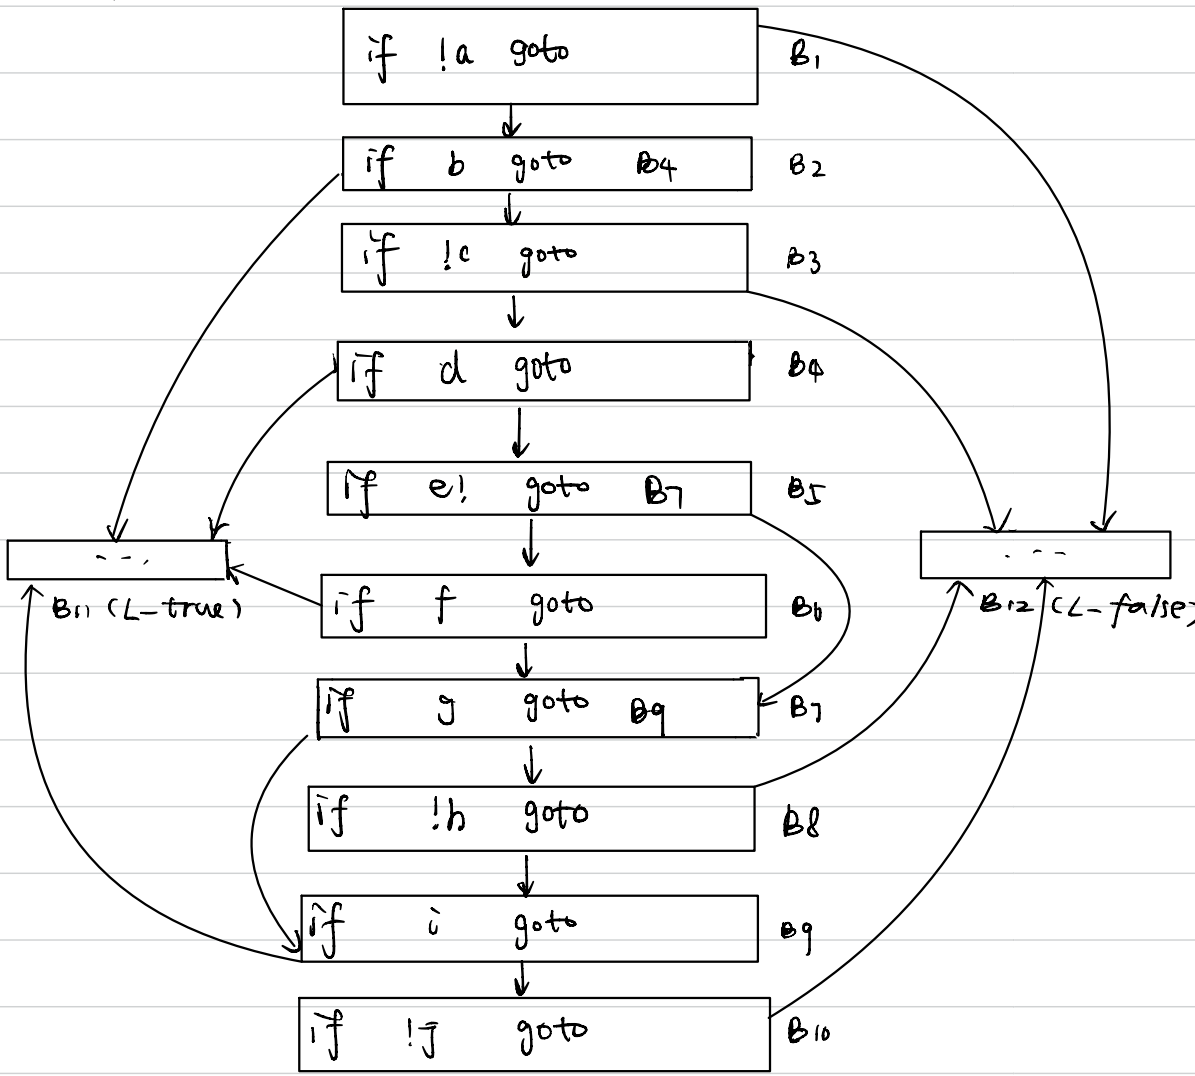 if !a goto B1
if b goto B4 B2
if !c goto B3
if d goto B4
if e! goto B7 B5
- - .
. - - -
B11 (L-true)
if f goto B6
B12 (L-false)
if g goto B9 B7
if !h goto B8
if i goto B9
if !j goto B10